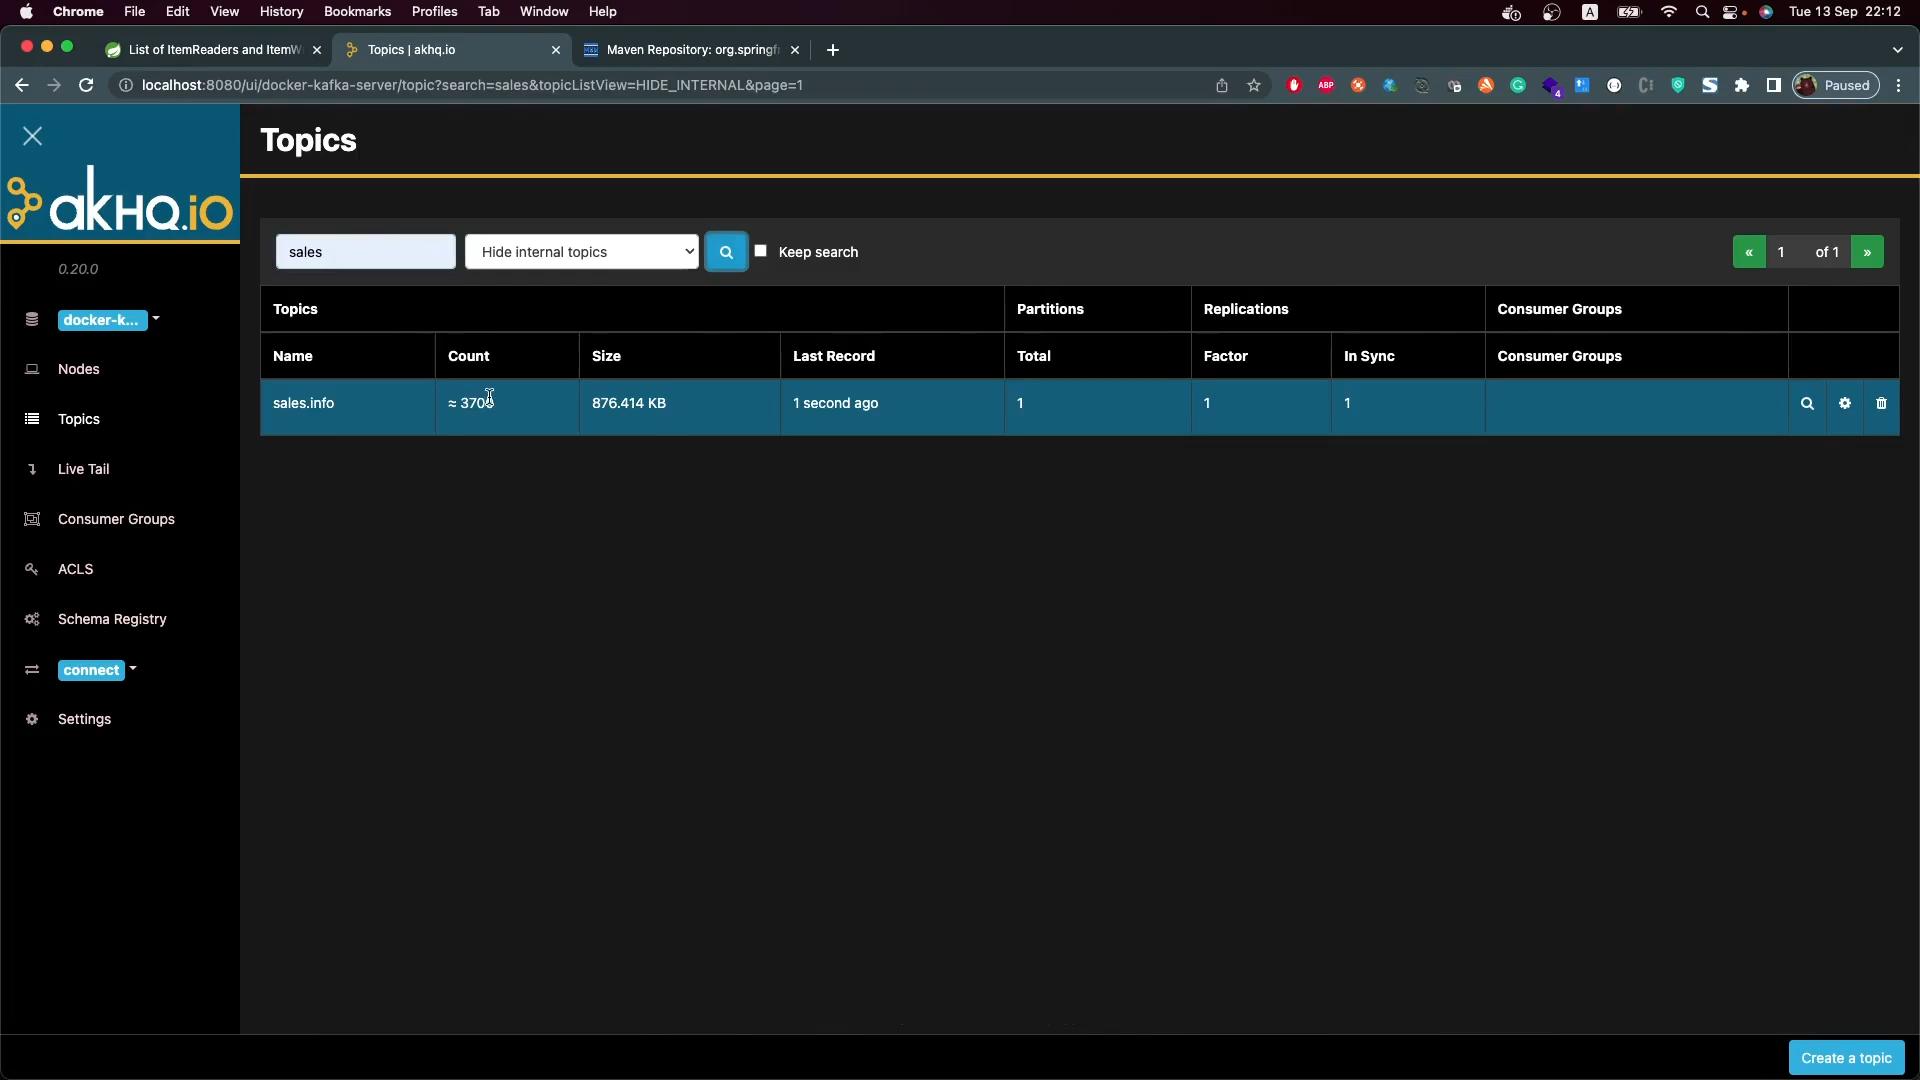 Chrome File Edit View History Bookmarks Profiles Tab Window Help A Tue 13 Sep 22:12
List of ItemReaders and ItemW Topics | akhq.io Maven Repository: org.springf
localhost:8080/ui/docker-kafka-server/topic?search=sales&topicListView=HIDE_INTERNAL&page=1 ABP 4 Paused
Topics
akHQ.io
sales Hide internal topics Keep search « 1 of 1 »
0.20.0
Topics Partitions Replications Consumer Groups
docker-k...
Name Count Size Last Record Total Factor In Sync Consumer Groups
Nodes
sales.info 876.414 KB 1 second ago 1 1 1
Topics
Live Tail
Consumer Groups
ACLS
Schema Registry
connect
Settings
Create a topic